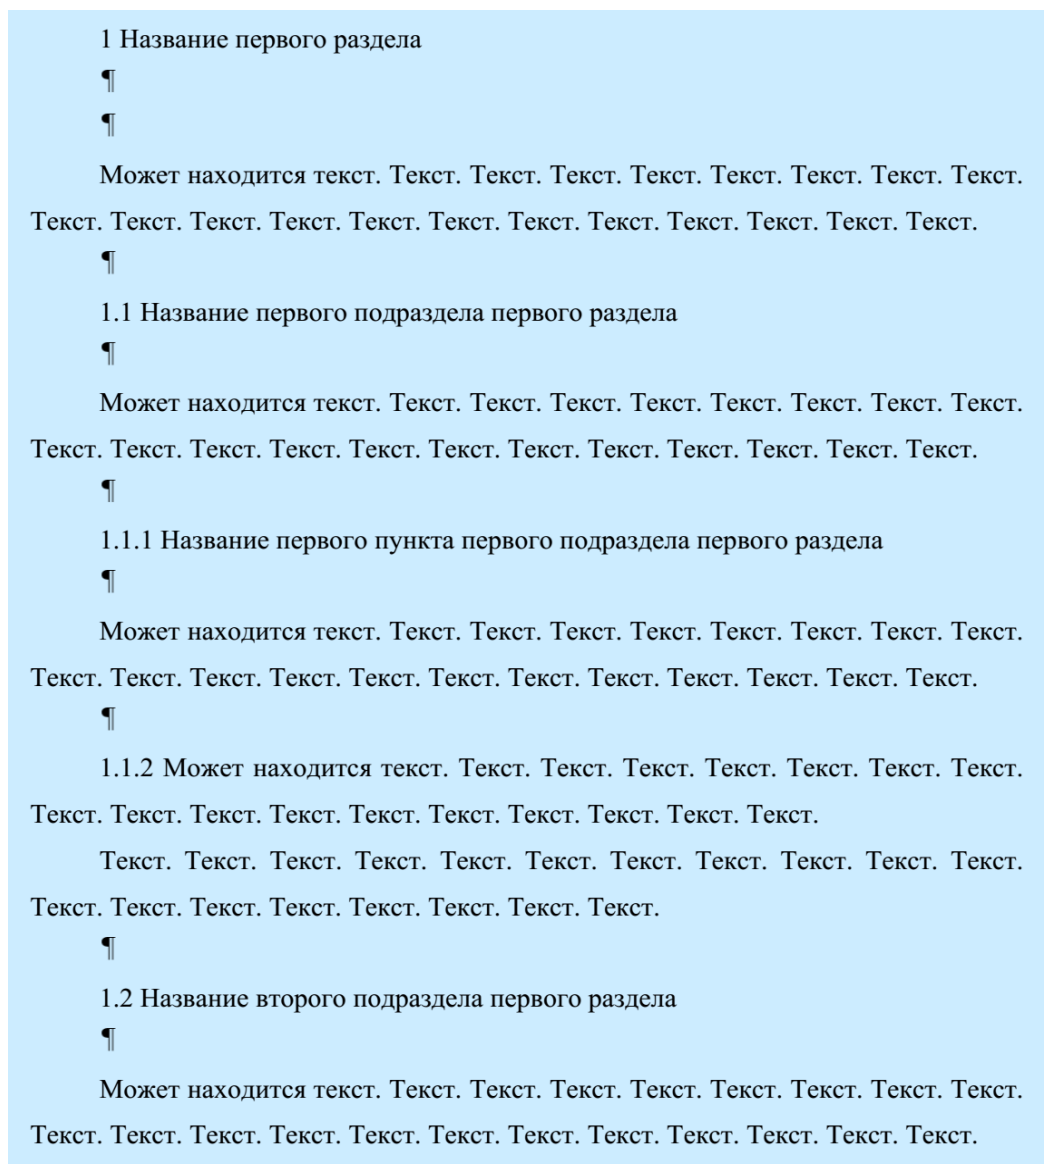 1 Название первого раздела
¶
¶
Может находится текст. Текст. Текст. Текст. Текст. Текст. Текст. Текст. Текст.
Текст. Текст. Текст. Текст. Текст. Текст. Текст. Текст. Текст. Текст. Текст. Текст.
¶
1.1 Название первого подраздела первого раздела
¶
Может находится текст. Текст. Текст. Текст. Текст. Текст. Текст. Текст. Текст.
Текст. Текст. Текст. Текст. Текст. Текст. Текст. Текст. Текст. Текст. Текст. Текст.
¶
1.1.1 Название первого пункта первого подраздела первого раздела
¶
Может находится текст. Текст. Текст. Текст. Текст. Текст. Текст. Текст. Текст.
Текст. Текст. Текст. Текст. Текст. Текст. Текст. Текст. Текст. Текст. Текст. Текст.
¶
1.1.2 Может находится текст. Текст. Текст. Текст. Текст. Текст. Текст. Текст.
Текст. Текст. Текст. Текст. Текст. Текст. Текст. Текст. Текст. Текст.
Текст. Текст. Текст. Текст. Текст. Текст. Текст. Текст. Текст. Текст. Текст.
Текст. Текст. Текст. Текст. Текст. Текст. Текст. Текст.
¶
1.2 Название второго подраздела первого раздела
¶
Может находится текст. Текст. Текст. Текст. Текст. Текст. Текст. Текст. Текст.
Текст. Текст. Текст. Текст. Текст. Текст. Текст. Текст. Текст. Текст. Текст. Текст.